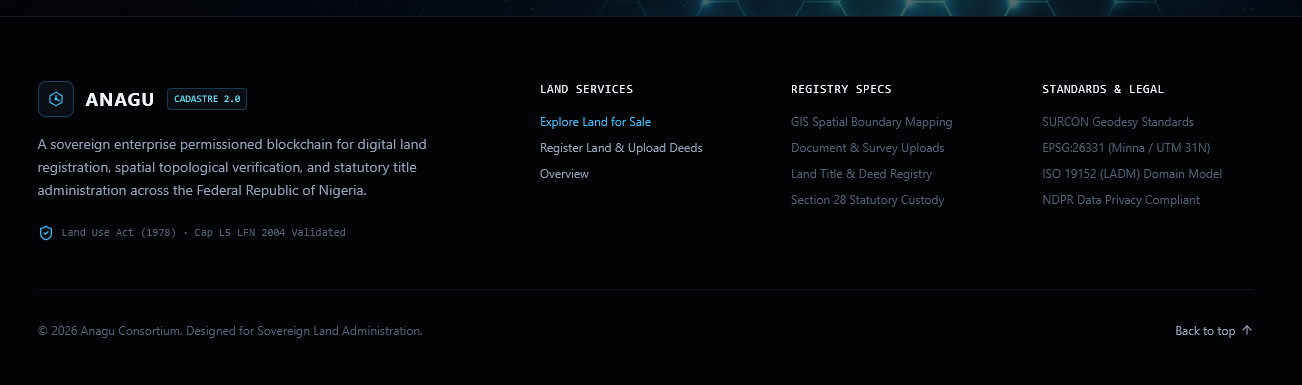 ANAGU
CADASTRE 2.0
A sovereign enterprise permissioned blockchain for digital land
registration, spatial topological verification, and statutory title
administration across the Federal Republic of Nigeria.
Land Use Act (1978) · Cap L5 LFN 2004 Validated
LAND SERVICES
Explore Land for Sale
Register Land & Upload Deeds
Overview
REGISTRY SPECS
GIS Spatial Boundary Mapping
Document & Survey Uploads
Land Title & Deed Registry
Section 28 Statutory Custody
STANDARDS & LEGAL
SURCON Geodesy Standards
EPSG:26331 (Minna / UTM 31N)
ISO 19152 (LADM) Domain Model
NDPR Data Privacy Compliant
© 2026 Anagu Consortium. Designed for Sovereign Land Administration.
Back to top ↑